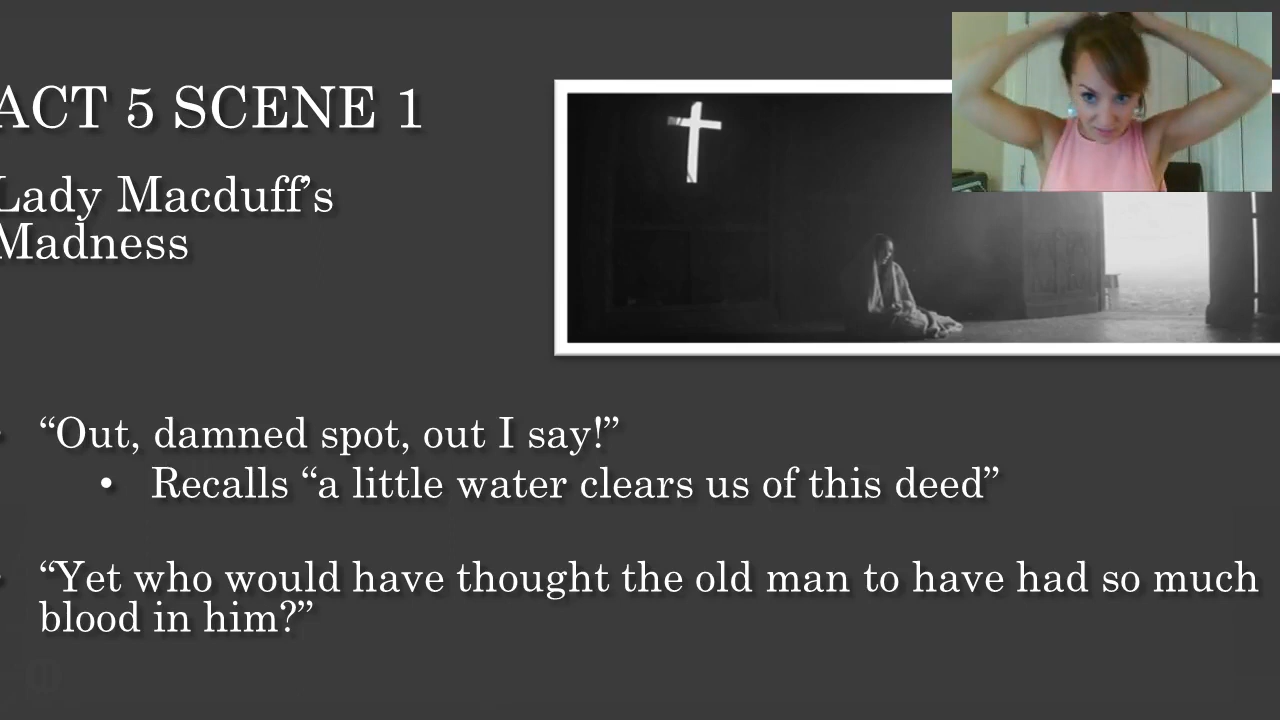 ACT 5 SCENE 1
Lady Macduff’s
Madness
“Out, damned spot, out I say!”
• Recalls “a little water clears us of this deed”
“Yet who would have thought the old man to have had so much
blood in him?”